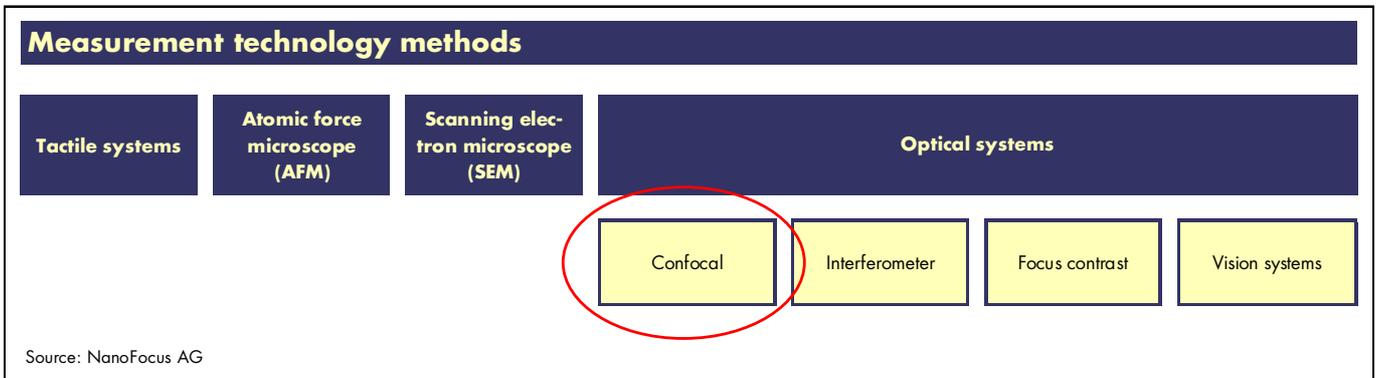 Measurement technology methods
Tactile systems
Atomic force
microscope
(AFM)
Scanning elec-
tron microscope
(SEM)
Optical systems
Confocal
Interferometer
Focus contrast
Vision systems
Source: NanoFocus AG